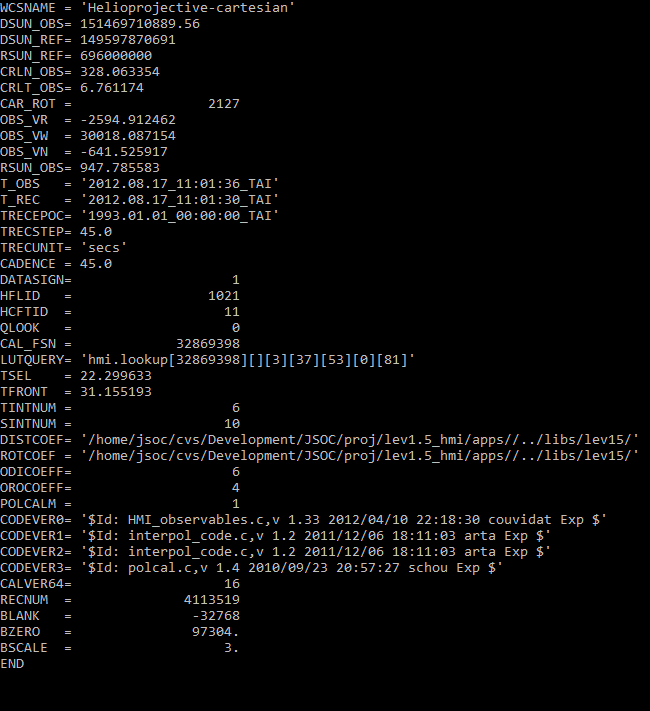 WCSNAME = 'Helioprojective-cartesian'
DSUN_OBS= 151469710889.56
DSUN_REF= 149597870691
RSUN_REF= 696000000
CRLN_OBS= 328.063354
CRLT_OBS= 6.761174
CAR_ROT =                 2127
OBS_VR  = -2594.912462
OBS_VW  = 30018.087154
OBS_VN  = -641.525917
RSUN_OBS= 947.785583
T_OBS   = '2012.08.17_11:01:36_TAI'
T_REC   = '2012.08.17_11:01:30_TAI'
TRECEPOC= '1993.01.01_00:00:00_TAI'
TRECSTEP= 45.0
TRECUNIT= 'secs'
CADENCE = 45.0
DATASIGN=                    1
HFLID   =                 1021
HCFTID  =                   11
QLOOK   =                    0
CAL_FSN =             32869398
LUTQUERY= 'hmi.lookup[32869398][][3][37][53][0][81]'
TSEL    = 22.299633
TFRONT  = 31.155193
TINTNUM =                    6
SINTNUM =                   10
DISTCOEF= '/home/jsoc/cvs/Development/JSOC/proj/lev1.5_hmi/apps//../libs/lev15/'
ROTCOEF = '/home/jsoc/cvs/Development/JSOC/proj/lev1.5_hmi/apps//../libs/lev15/'
ODICOEFF=                    6
OROCOEFF=                    4
POLCALM =                    1
CODEVER0= '$Id: HMI_observables.c,v 1.33 2012/04/10 22:18:30 couvidat Exp $'
CODEVER1= '$Id: interpol_code.c,v 1.2 2011/12/06 18:11:03 arta Exp $'
CODEVER2= '$Id: interpol_code.c,v 1.2 2011/12/06 18:11:03 arta Exp $'
CODEVER3= '$Id: polcal.c,v 1.4 2010/09/23 20:57:27 schou Exp $'
CALVER64=                   16
RECNUM  =              4113519
BLANK   =               -32768
BZERO   =               97304.
BSCALE  =                   3.
END